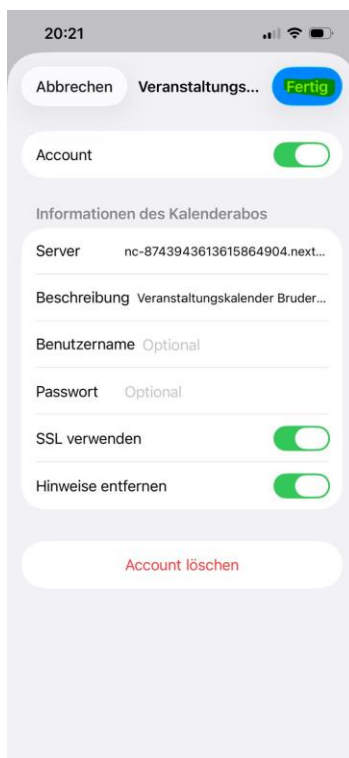 20:21
Abbrechen Veranstaltungs... Fertig
Account
Informationen des Kalenderabos
Server nc-8743943613615864904.next...
Beschreibung Veranstaltungskalender Bruder...
Benutzername Optional
Passwort Optional
SSL verwenden
Hinweise entfernen
Account löschen